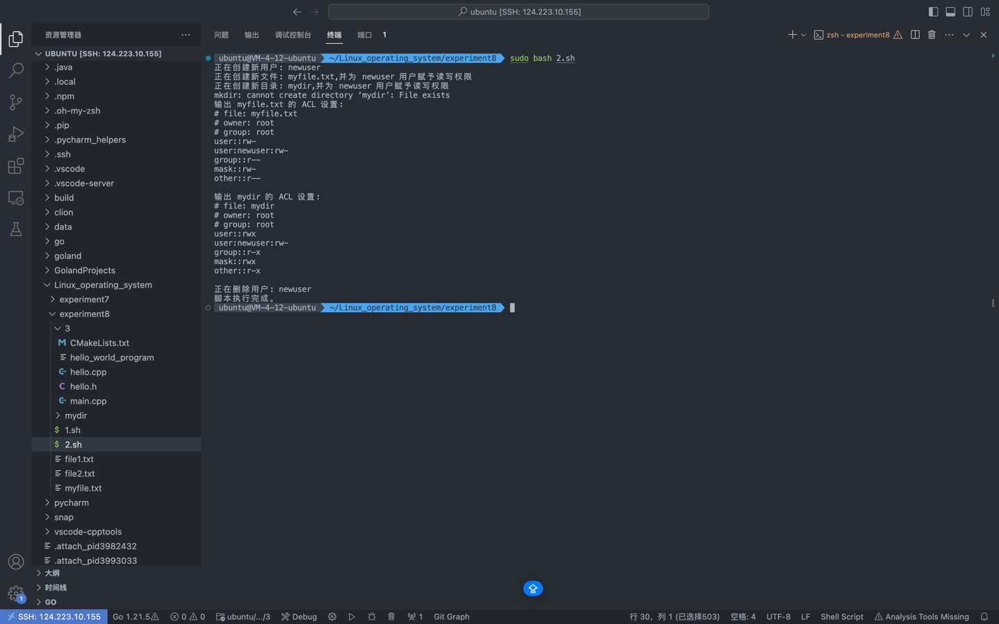 ubuntu [SSH: 124.223.10.155]
资源管理器
UBUNTU [SSH: 124.223.10.155]
.java
.local
.npm
.oh-my-zsh
.pip
.pycharm_helpers
.ssh
.vscode
.vscode-server
build
clion
data
go
goland
GolandProjects
Linux_operating_system
experiment7
experiment8
3
CMakeLists.txt
hello_world_program
hello.cpp
hello.h
main.cpp
mydir
1.sh
2.sh
file1.txt
file2.txt
myfile.txt
pycharm
snap
vscode-cpptools
.attach_pid3982432
.attach_pid3993033
大纲
时间线
GO
问题 输出 调试控制台 终端 端口 1
zsh - experiment8
ubuntu@VM-4-12-ubuntu ~/Linux_operating_system/experiment8 sudo bash 2.sh
正在创建新用户: newuser
正在创建新文件: myfile.txt,并为 newuser 用户赋予读写权限
正在创建新目录: mydir,并为 newuser 用户赋予读写权限
mkdir: cannot create directory ‘mydir’: File exists
输出 myfile.txt 的 ACL 设置:
# file: myfile.txt
# owner: root
# group: root
user::rw-
user:newuser:rw-
group::r--
mask::rw-
other::r--
输出 mydir 的 ACL 设置:
# file: mydir
# owner: root
# group: root
user::rwx
user:newuser:rw-
group::r-x
mask::rwx
other::r-x
正在删除用户: newuser
脚本执行完成。
ubuntu@VM-4-12-ubuntu ~/Linux_operating_system/experiment8
1
SSH: 124.223.10.155 Go 1.21.5 0 0 ubuntu/.../3 Debug 1 Git Graph 行 30，列 1 (已选择503) 空格: 4 UTF-8 LF Shell Script Analysis Tools Missing